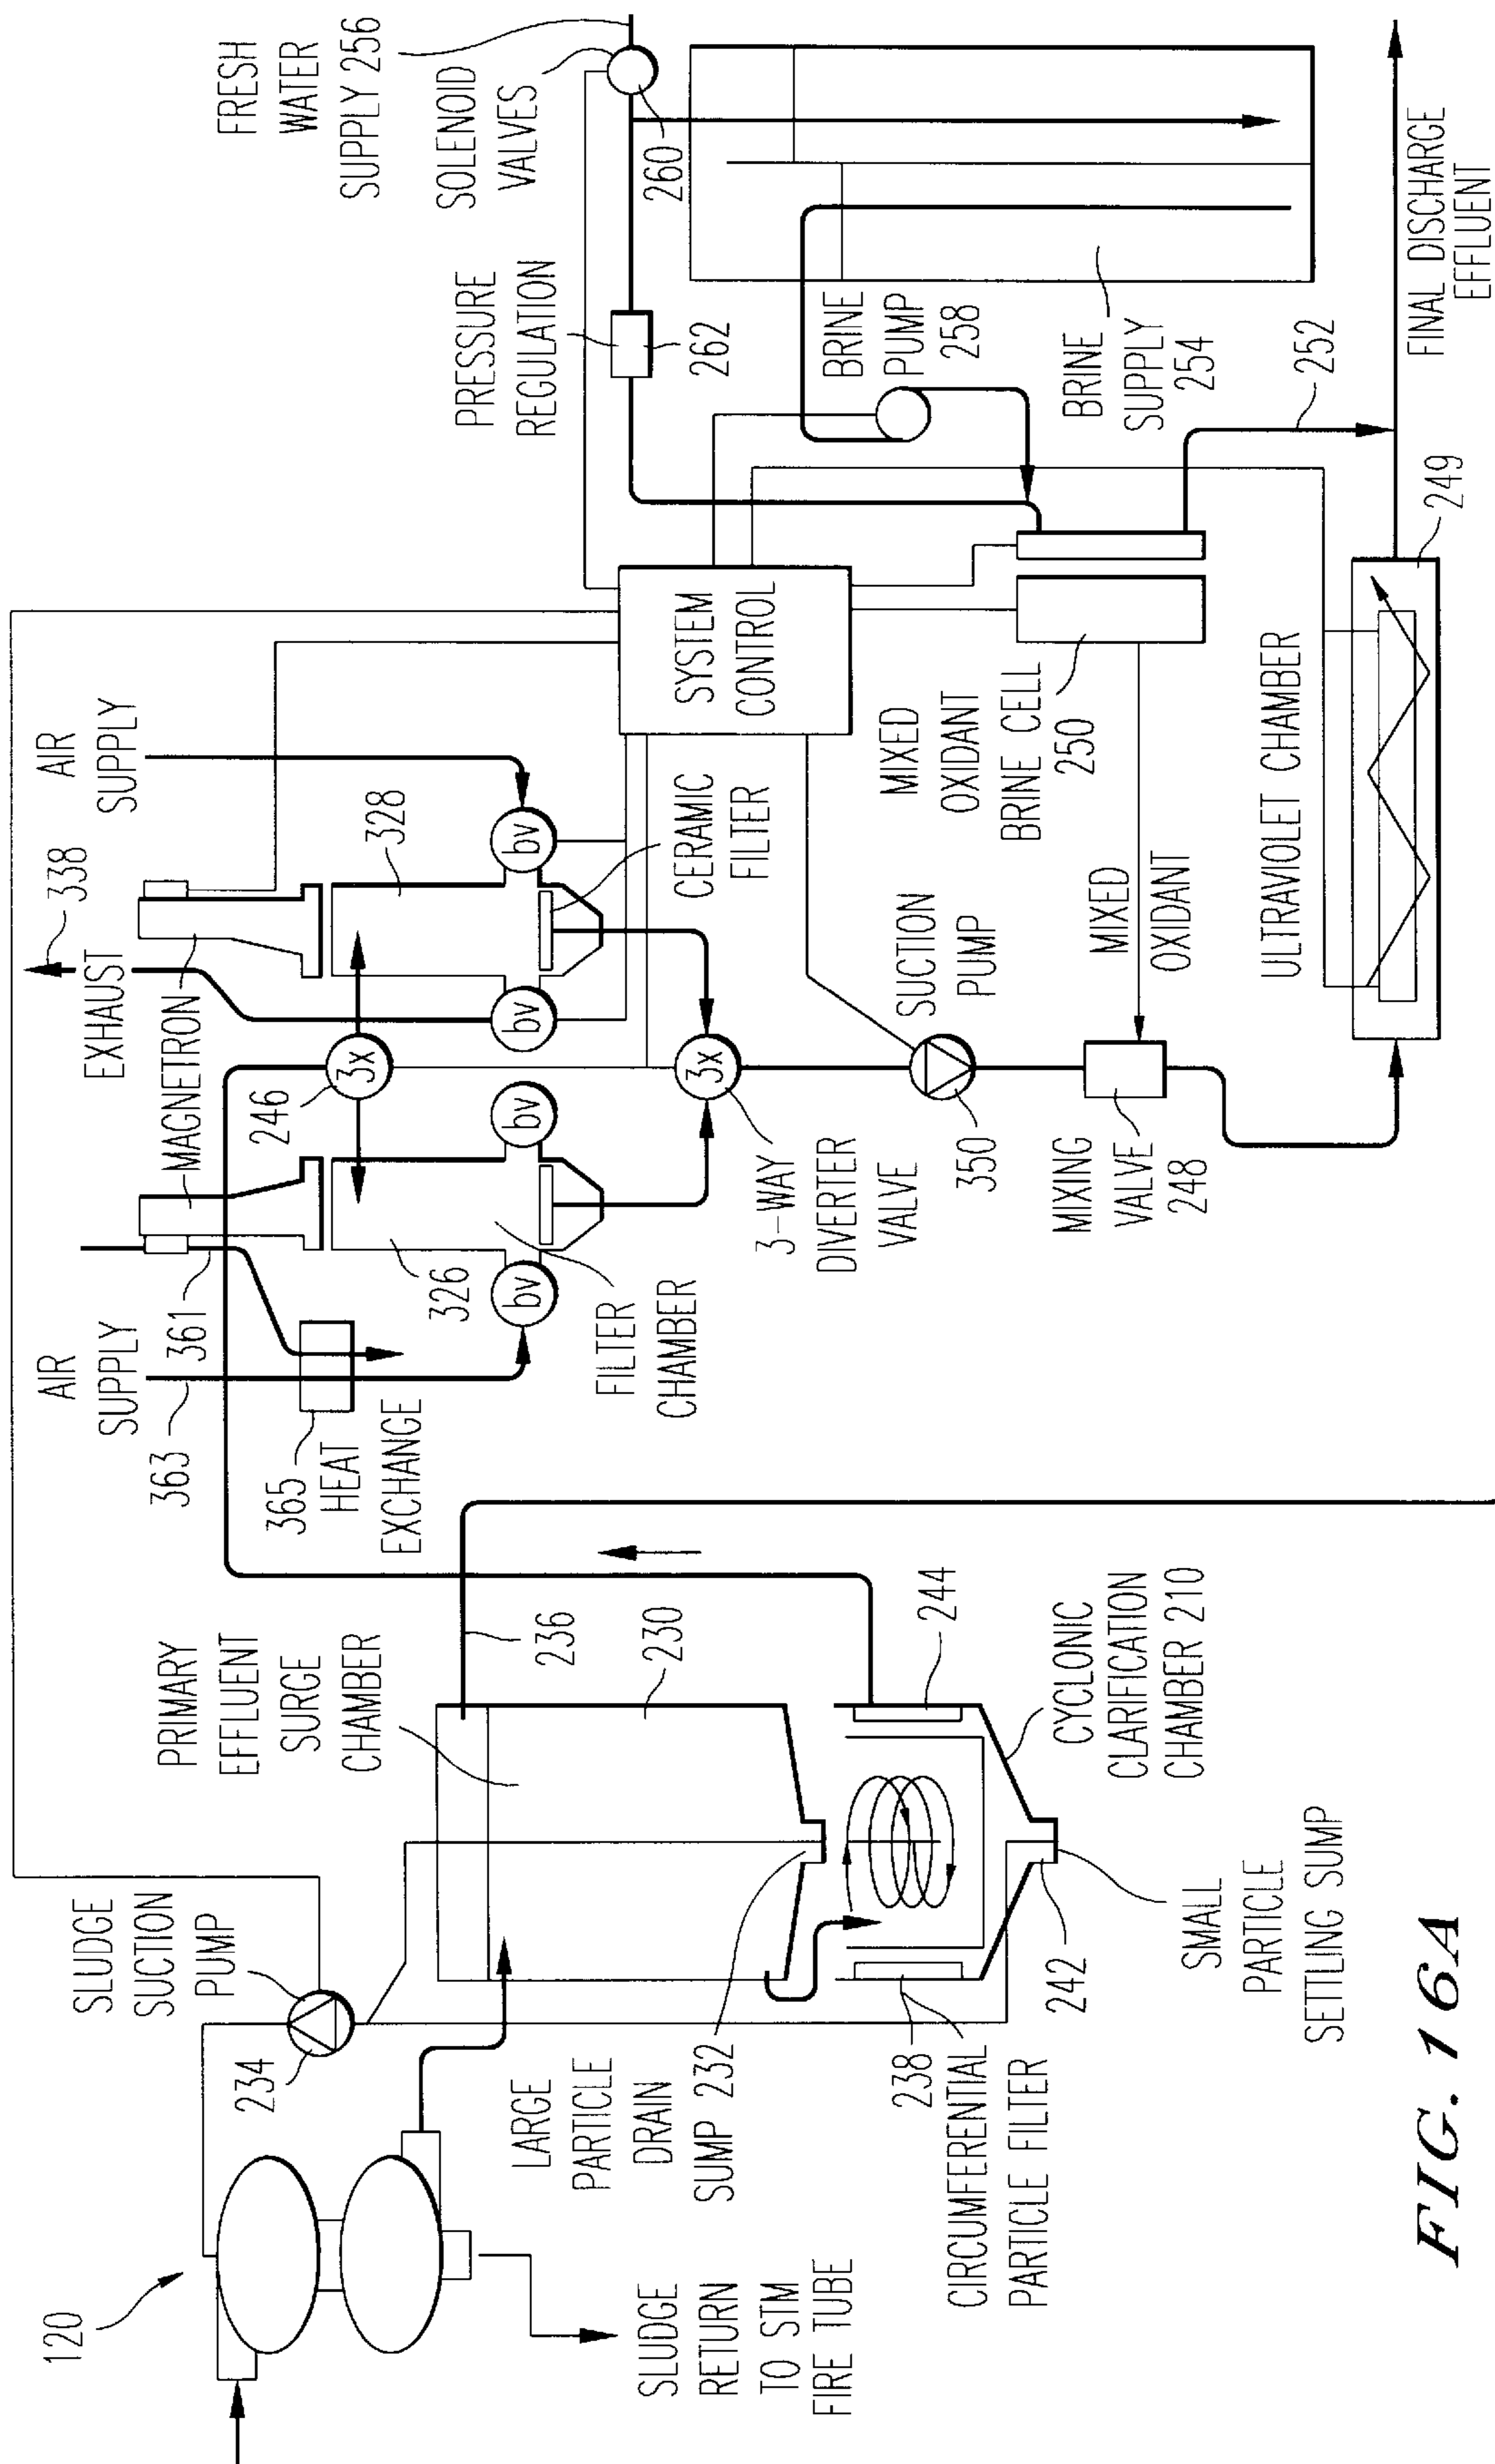 120
SLUDGE
SUCTION
PUMP
234
SLUDGE
RETURN
TO STM
FIRE TUBE
PRIMARY
EFFLUENT
SURGE
CHAMBER
236
230
LARGE
PARTICLE
DRAIN
SUMP 232
238
CIRCUMFERENTIAL
PARTICLE FILTER
244
CYCLONIC
CLARIFICATION
CHAMBER 210
242
SMALL
PARTICLE
SETTLING SUMP
AIR
SUPPLY
363
361
365
HEAT
EXCHANGE
MAGNETRON
EXHAUST
338
246
3x
326
bv
bv
FILTER
CHAMBER
AIR
SUPPLY
328
bv
bv
CERAMIC
FILTER
3x
3-WAY
DIVERTER
VALVE
SUCTION
PUMP
350
MIXING
VALVE
248
MIXED
OXIDANT
SYSTEM
CONTROL
MIXED
OXIDANT
BRINE CELL
250
ULTRAVIOLET CHAMBER
249
FRESH
WATER
SUPPLY 256
SOLENOID
VALVES
260
PRESSURE
REGULATION
262
BRINE
PUMP
258
BRINE
SUPPLY
254
252
FINAL DISCHARGE
EFFLUENT
FIG. 16A